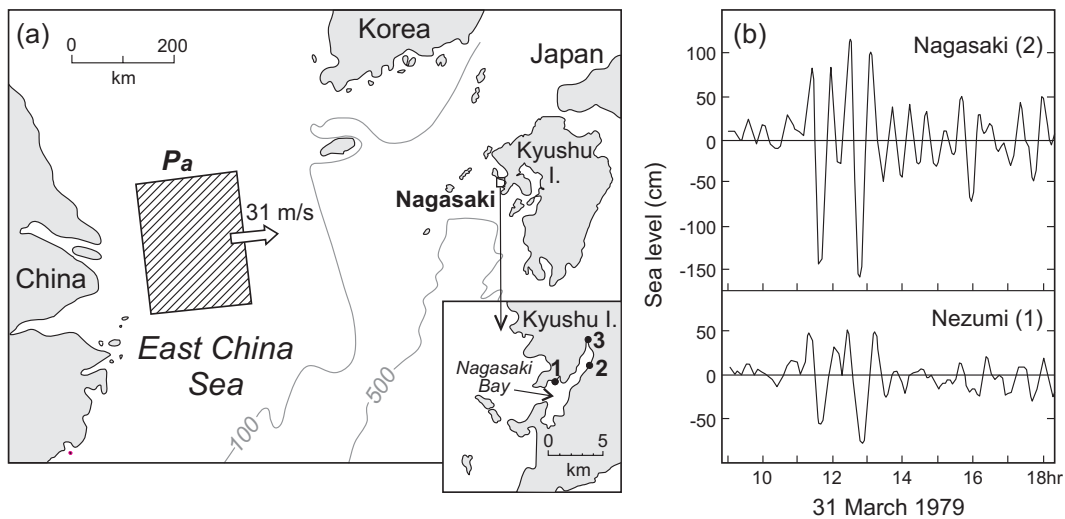 (a)
0 200
km
Korea
Japan
Pa
Kyushu
I.
Nagasaki
31 m/s
China
East China
Sea
-100
500
Kyushu I.
3
1
2
Nagasaki
Bay
0 5
km
(b)
Nagasaki (2)
100
50
0
-50
-100
-150
Nezumi (1)
50
0
-50
Sea level (cm)
10 12 14 16 18hr
31 March 1979